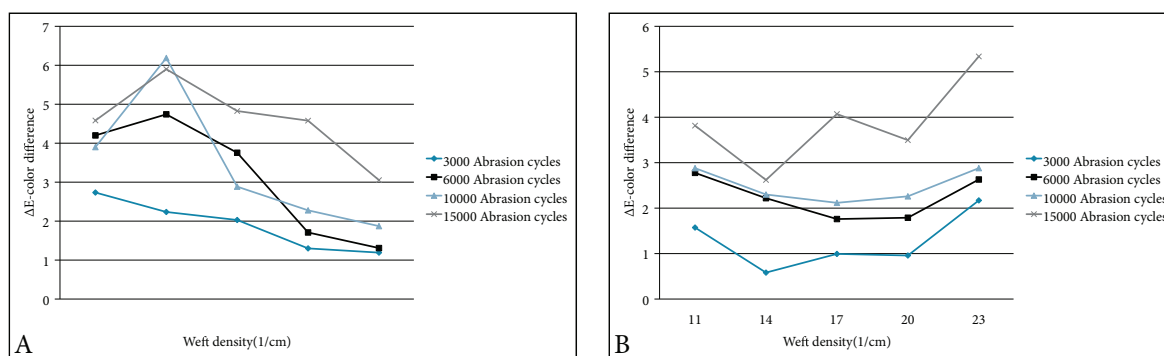 7
6
5
4
3
2
1
0
ΔE-color difference
Weft density(1/cm)
3000 Abrasion cycles
6000 Abrasion cycles
10000 Abrasion cycles
15000 Abrasion cycles
A
6
5
4
3
2
1
0
ΔE-color difference
11 14 17 20 23
Weft density(1/cm)
3000 Abrasion cycles
6000 Abrasion cycles
10000 Abrasion cycles
15000 Abrasion cycles
B